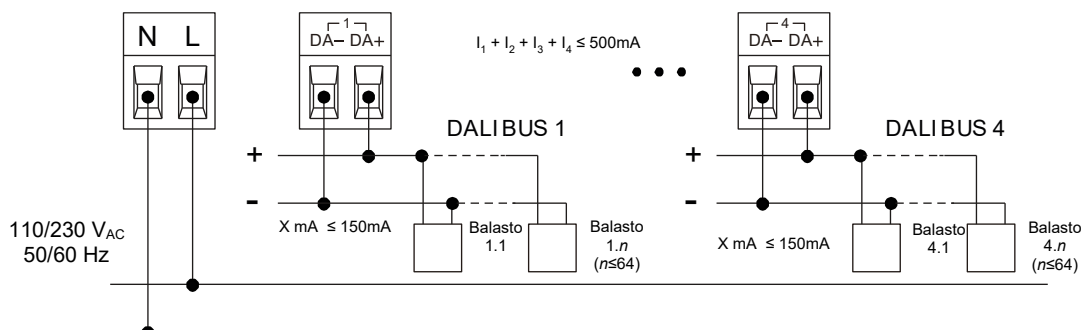 N L
1
DA– DA+
I1 + I2 + I3 + I4 ≤ 500mA
4
DA– DA+
DALI BUS 1
DALI BUS 4
+
-
X mA ≤ 150mA
Balasto
1.1
Balasto
1.n
(n≤64)
+
-
X mA ≤ 150mA
Balasto
4.1
Balasto
4.n
(n≤64)
110/230 VAC
50/60 Hz